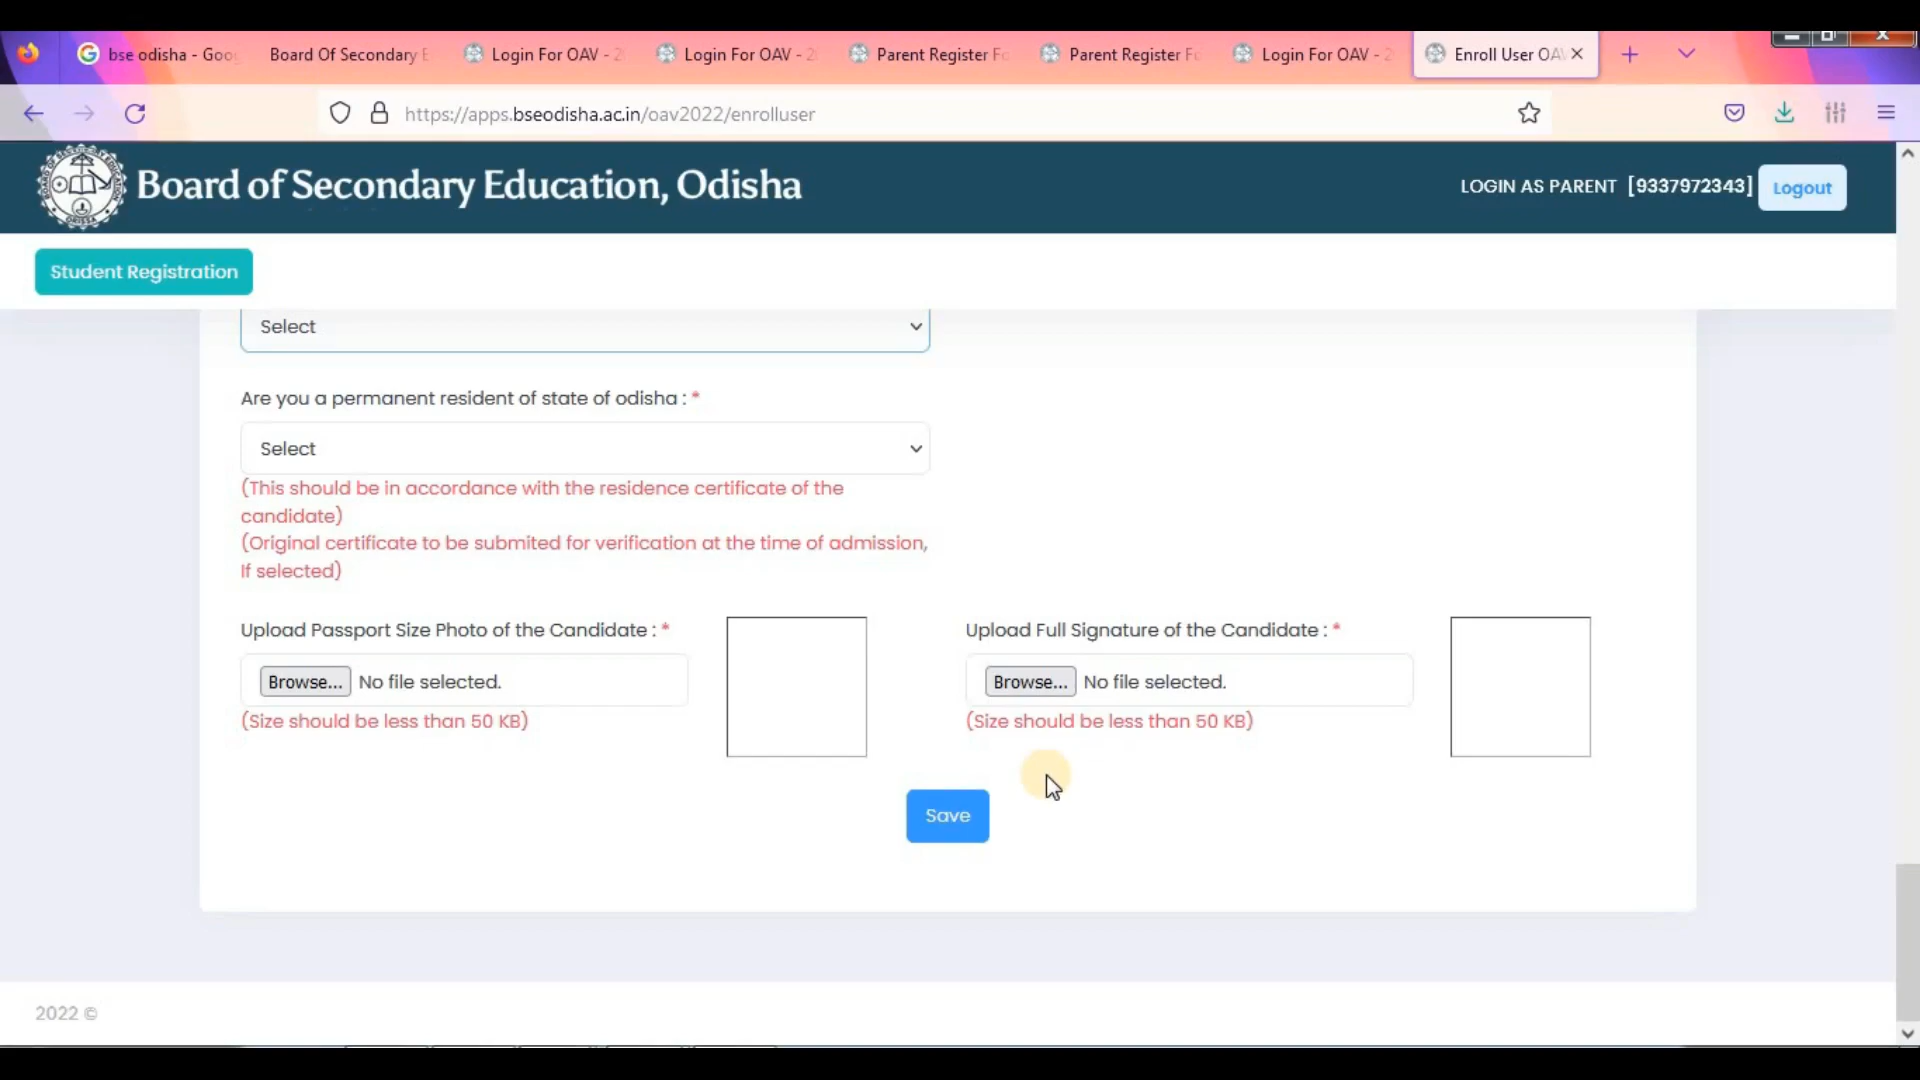 bse odisha - Goo
Board Of Secondary E
Login For OAV - 2
Login For OAV - 2
Parent Register Fo
Parent Register Fo
Login For OAV - 2
Enroll User OAV
https://apps.bseodisha.ac.in/oav2022/enrolluser
Board of Secondary Education, Odisha
LOGIN AS PARENT [9337972343]
Logout
Student Registration
Select
Are you a permanent resident of state of odisha : *
Select
(This should be in accordance with the residence certificate of the
candidate)
(Original certificate to be submited for verification at the time of admission,
If selected)
Upload Passport Size Photo of the Candidate : *
Browse... No file selected.
(Size should be less than 50 KB)
Upload Full Signature of the Candidate : *
Browse... No file selected.
(Size should be less than 50 KB)
Save
2022 ©